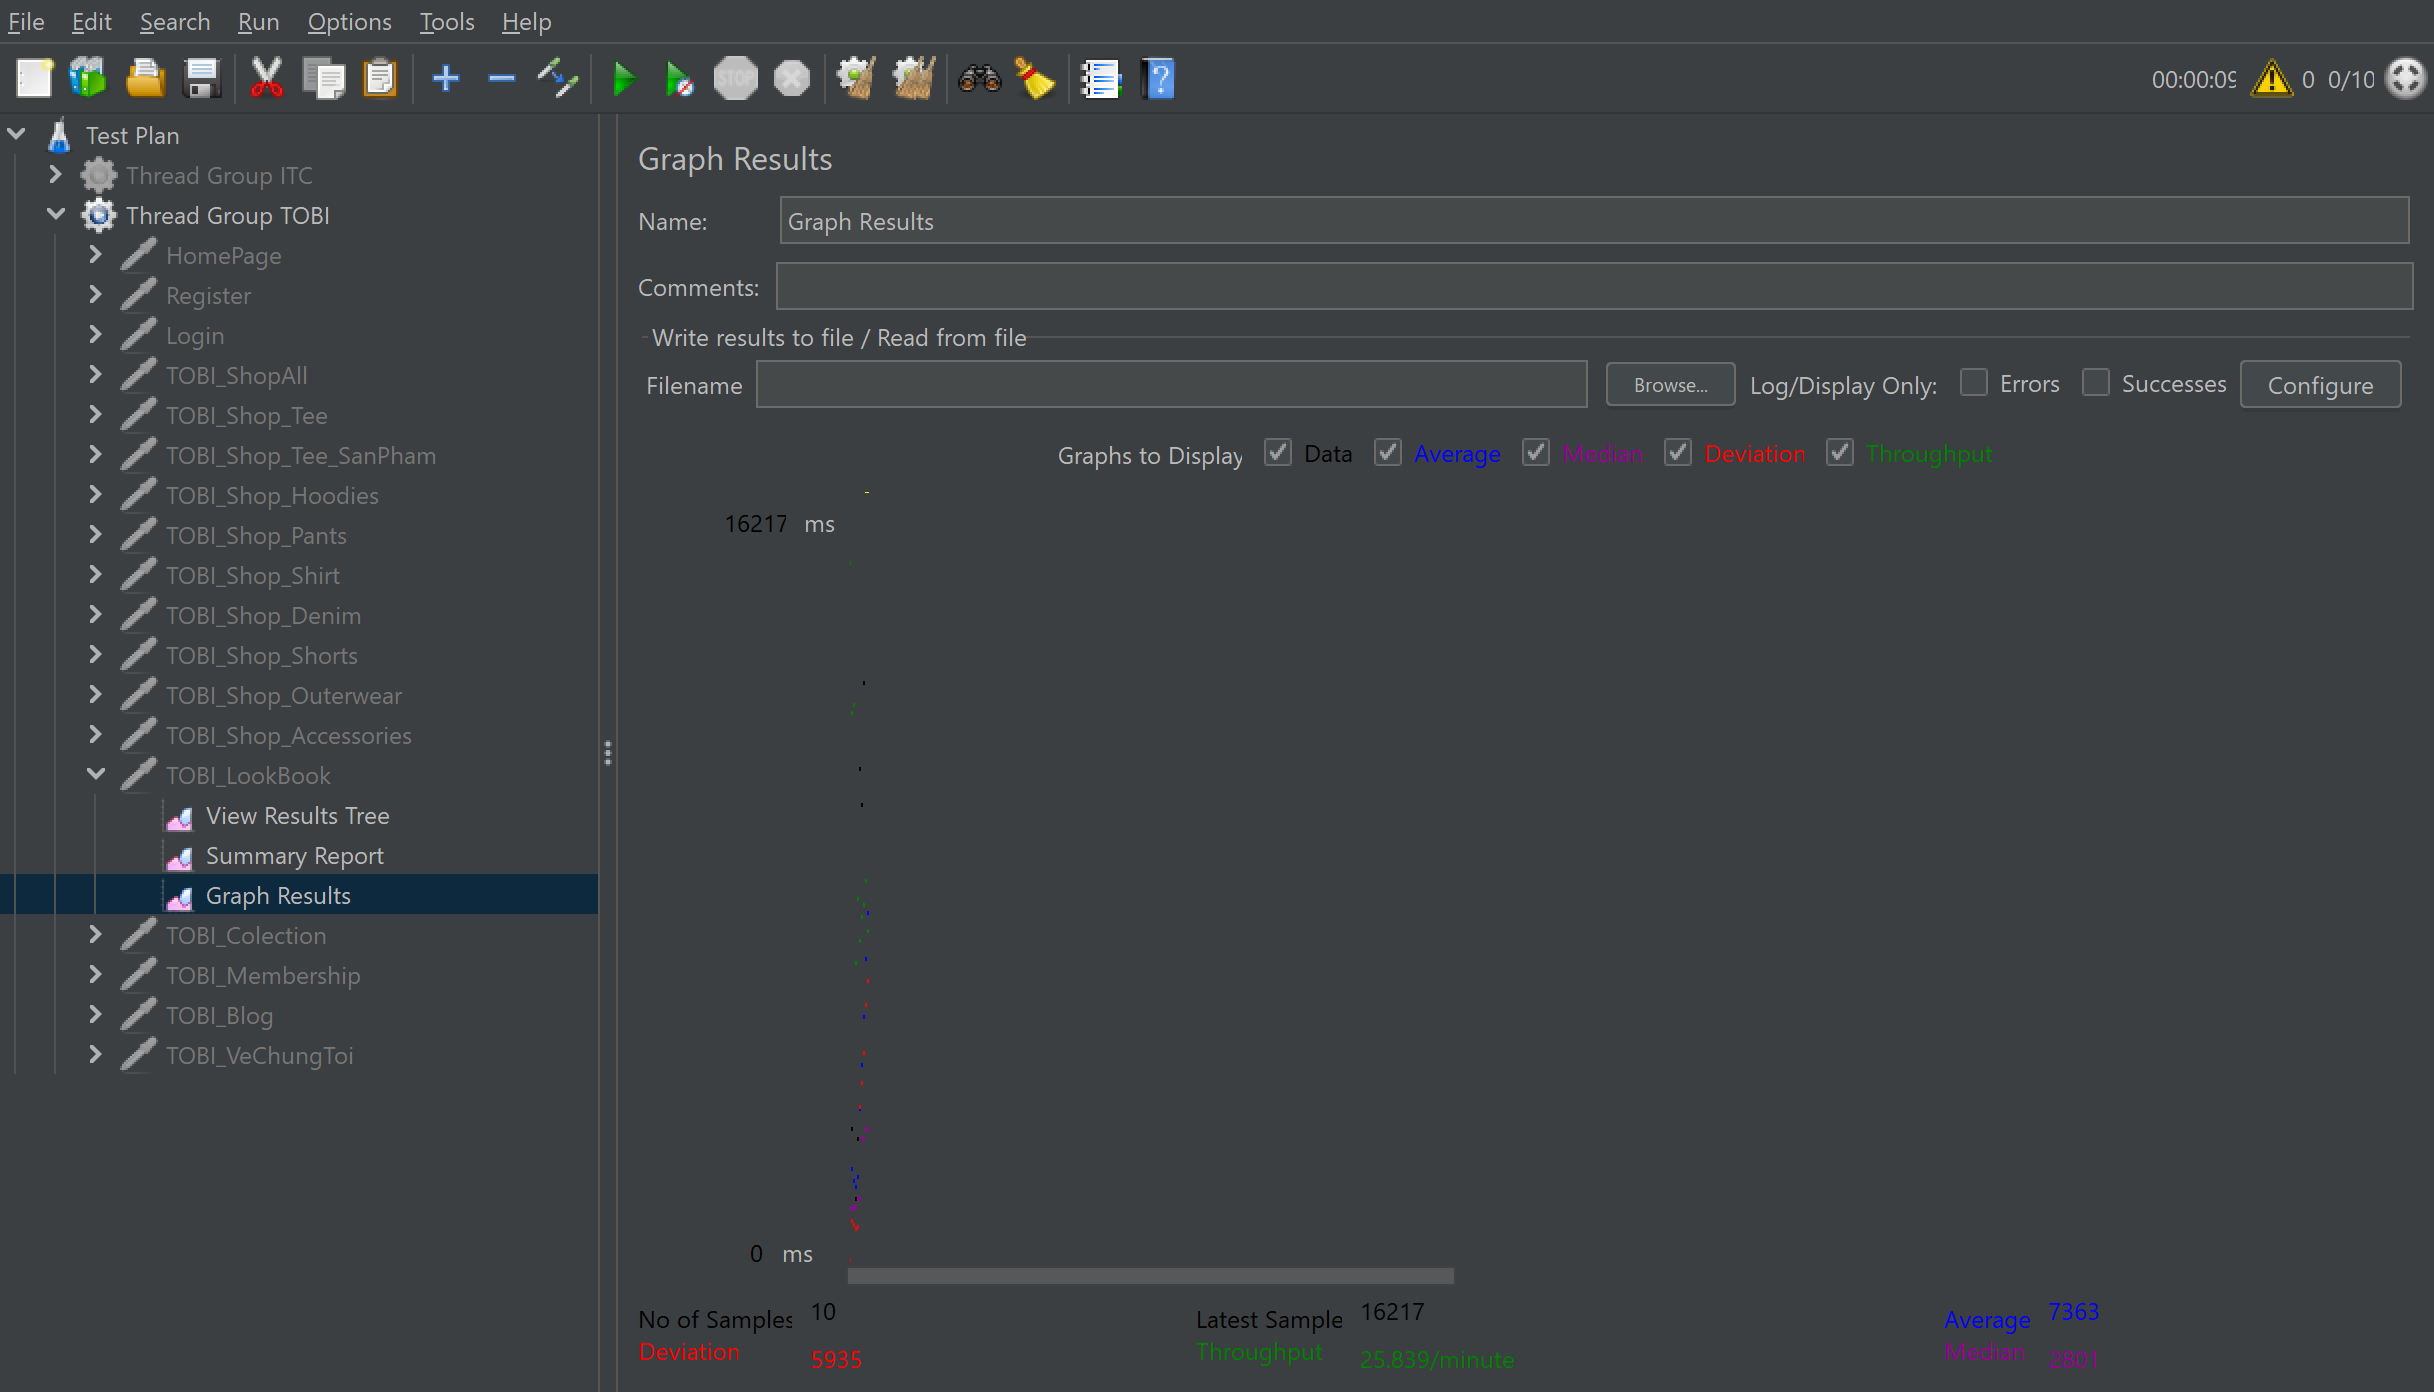 File Edit Search Run Options Tools Help
STOP
00:00:09 0 0/10
Test Plan
Thread Group ITC
Thread Group TOBI
HomePage
Register
Login
TOBI_ShopAll
TOBI_Shop_Tee
TOBI_Shop_Tee_SanPham
TOBI_Shop_Hoodies
TOBI_Shop_Pants
TOBI_Shop_Shirt
TOBI_Shop_Denim
TOBI_Shop_Shorts
TOBI_Shop_Outerwear
TOBI_Shop_Accessories
TOBI_LookBook
View Results Tree
Summary Report
Graph Results
TOBI_Colection
TOBI_Membership
TOBI_Blog
TOBI_VeChungToi
Graph Results
Name: Graph Results
Comments:
Write results to file / Read from file
Filename Browse... Log/Display Only: Errors Successes Configure
Graphs to Display Data Average Median Deviation Throughput
16217 ms
0 ms
No of Samples 10 Latest Sample 16217 Average 7363
Deviation 5935 Throughput 25.839/minute Median 2801